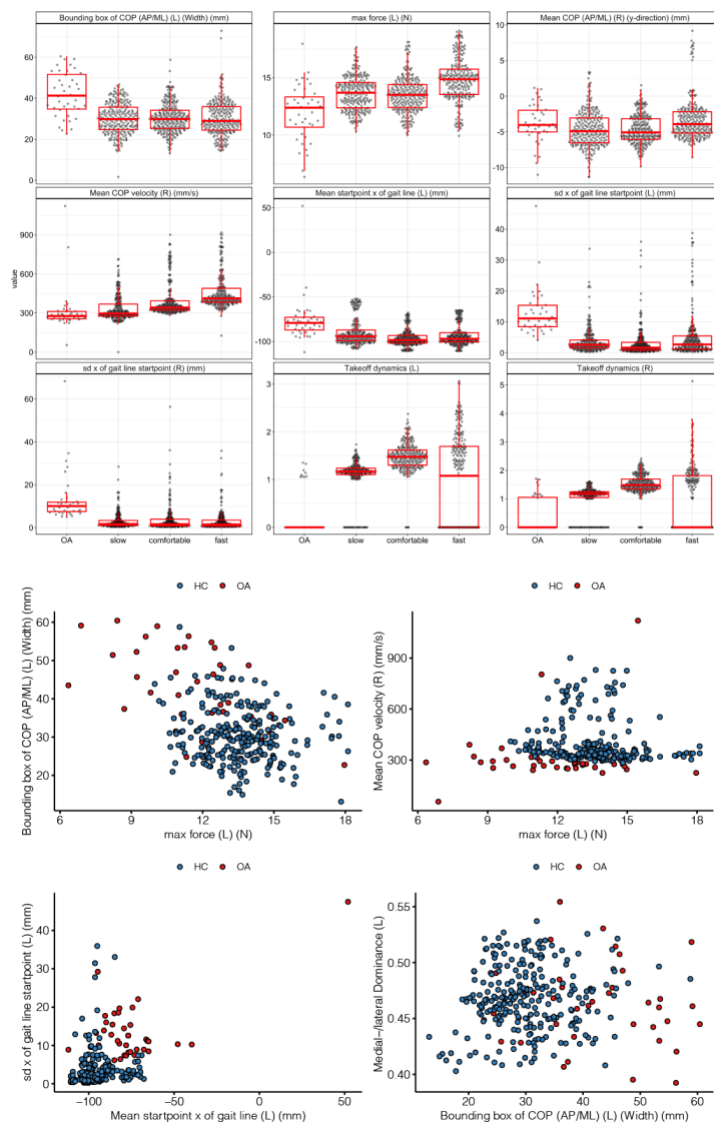 Bounding box of COP (AP/ML) (L) (Width) (mm)
max force (L) (N)
Mean COP (AP/ML) (R) (y-direction) (mm)
60
40
20
0
15
10
5
0
-5
-10
Mean COP velocity (R) (mm/s)
Mean startpoint x of gait line (L) (mm)
sd x of gait line startpoint (L) (mm)
value
900
600
300
0
50
0
-50
-100
40
20
0
sd x of gait line startpoint (R) (mm)
Takeoff dynamics (L)
Takeoff dynamics (R)
60
40
20
0
3
2
1
0
5
4
3
2
1
0
OA slow comfortable fast
OA slow comfortable fast
OA slow comfortable fast
HC OA
HC OA
Bounding box of COP (AP/ML) (L) (Width) (mm)
60
50
40
30
20
6 9 12 15 18
max force (L) (N)
Mean COP velocity (R) (mm/s)
900
600
300
6 9 12 15 18
max force (L) (N)
HC OA
HC OA
sd x of gait line startpoint (L) (mm)
50
40
30
20
10
0
−100 −50 0 50
Mean startpoint x of gait line (L) (mm)
Medial−/lateral Dominance (L)
0.55
0.50
0.45
0.40
20 30 40 50 60
Bounding box of COP (AP/ML) (L) (Width) (mm)